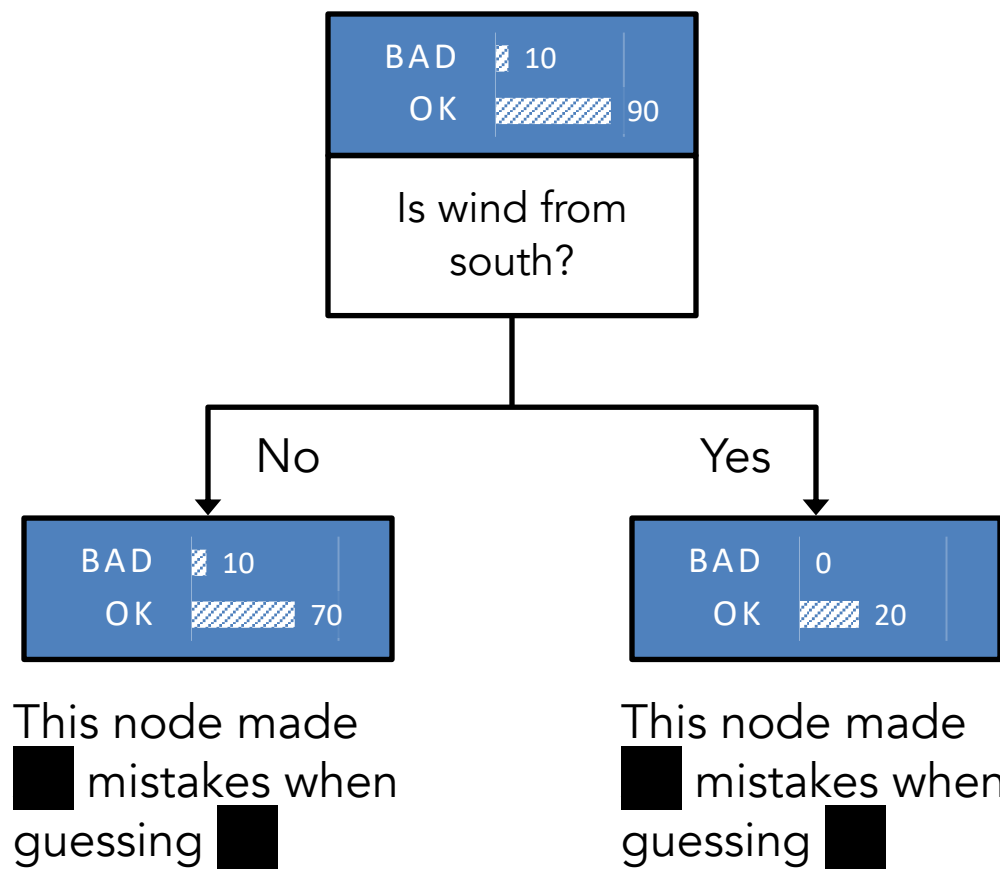 BAD 10
OK 90
Is wind from
south?
No
Yes
BAD 10
OK 70
BAD 0
OK 20
This node made
mistakes when
guessing
This node made
mistakes when
guessing